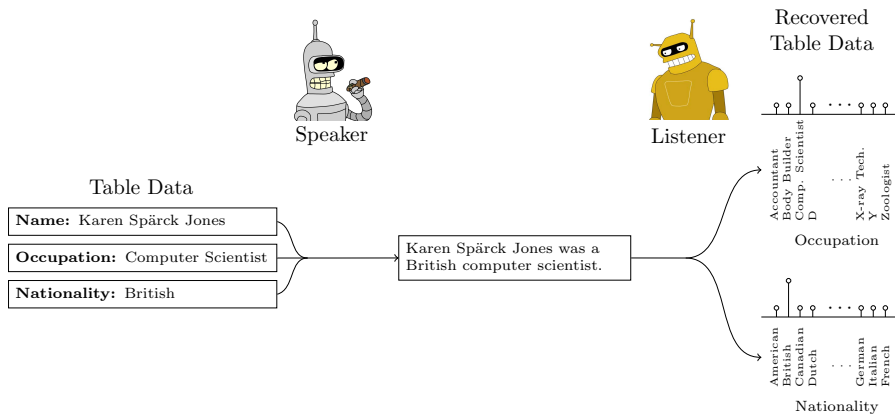 Recovered
Table Data
Speaker
Listener
Table Data
Name: Karen Spärck Jones
Occupation: Computer Scientist
Nationality: British
Karen Spärck Jones was a
British computer scientist.
Accountant
Body Builder
Comp. Scientist
D
. . .
X-ray Tech.
Y
Zoologist
Occupation
American
British
Canadian
Dutch
. . .
German
Italian
French
Nationality